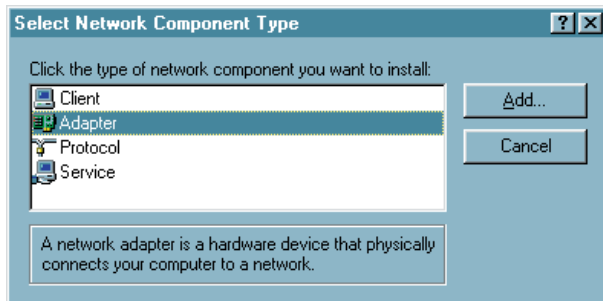 Select Network Component Type
Click the type of network component you want to install:
Client
Add...
Adapter
Protocol
Cancel
Service
A network adapter is a hardware device that physically
connects your computer to a network.